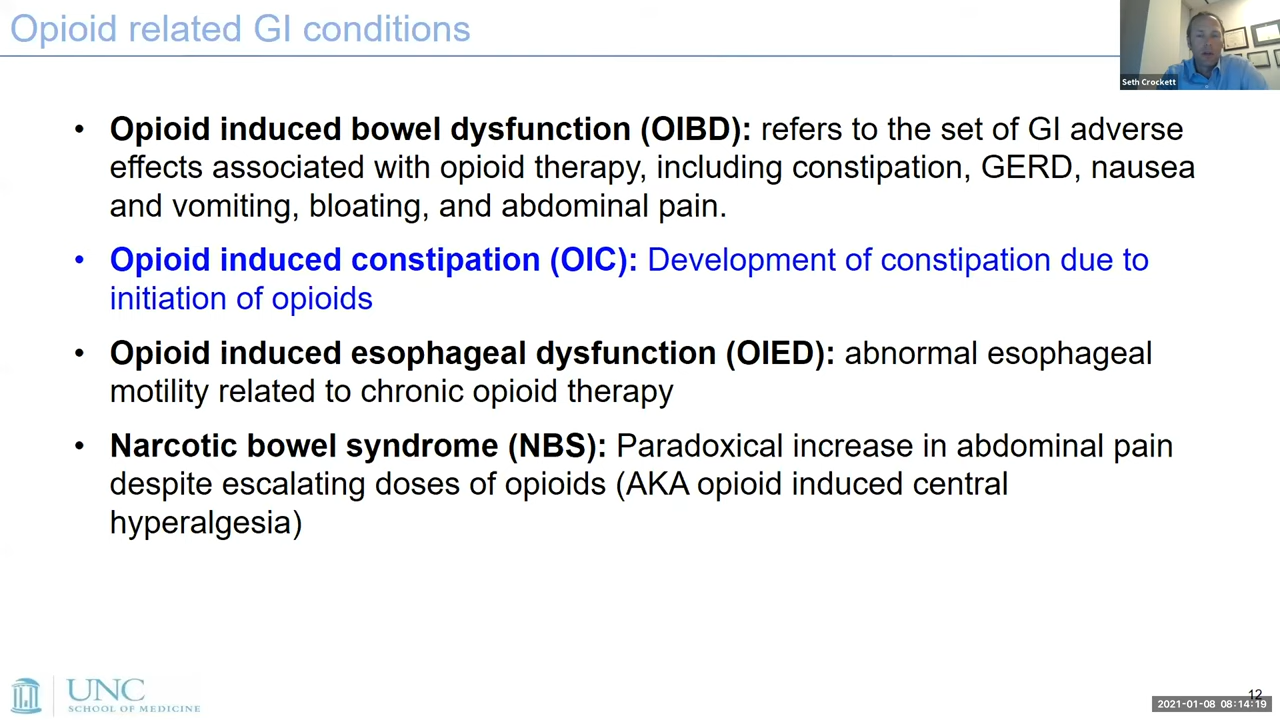 Opioid related GI conditions
Seth Crockett
• Opioid induced bowel dysfunction (OIBD): refers to the set of GI adverse
effects associated with opioid therapy, including constipation, GERD, nausea
and vomiting, bloating, and abdominal pain.
• Opioid induced constipation (OIC): Development of constipation due to
initiation of opioids
• Opioid induced esophageal dysfunction (OIED): abnormal esophageal
motility related to chronic opioid therapy
• Narcotic bowel syndrome (NBS): Paradoxical increase in abdominal pain
despite escalating doses of opioids (AKA opioid induced central
hyperalgesia)
UNC
SCHOOL OF MEDICINE
12
2021-01-08 08:14:19